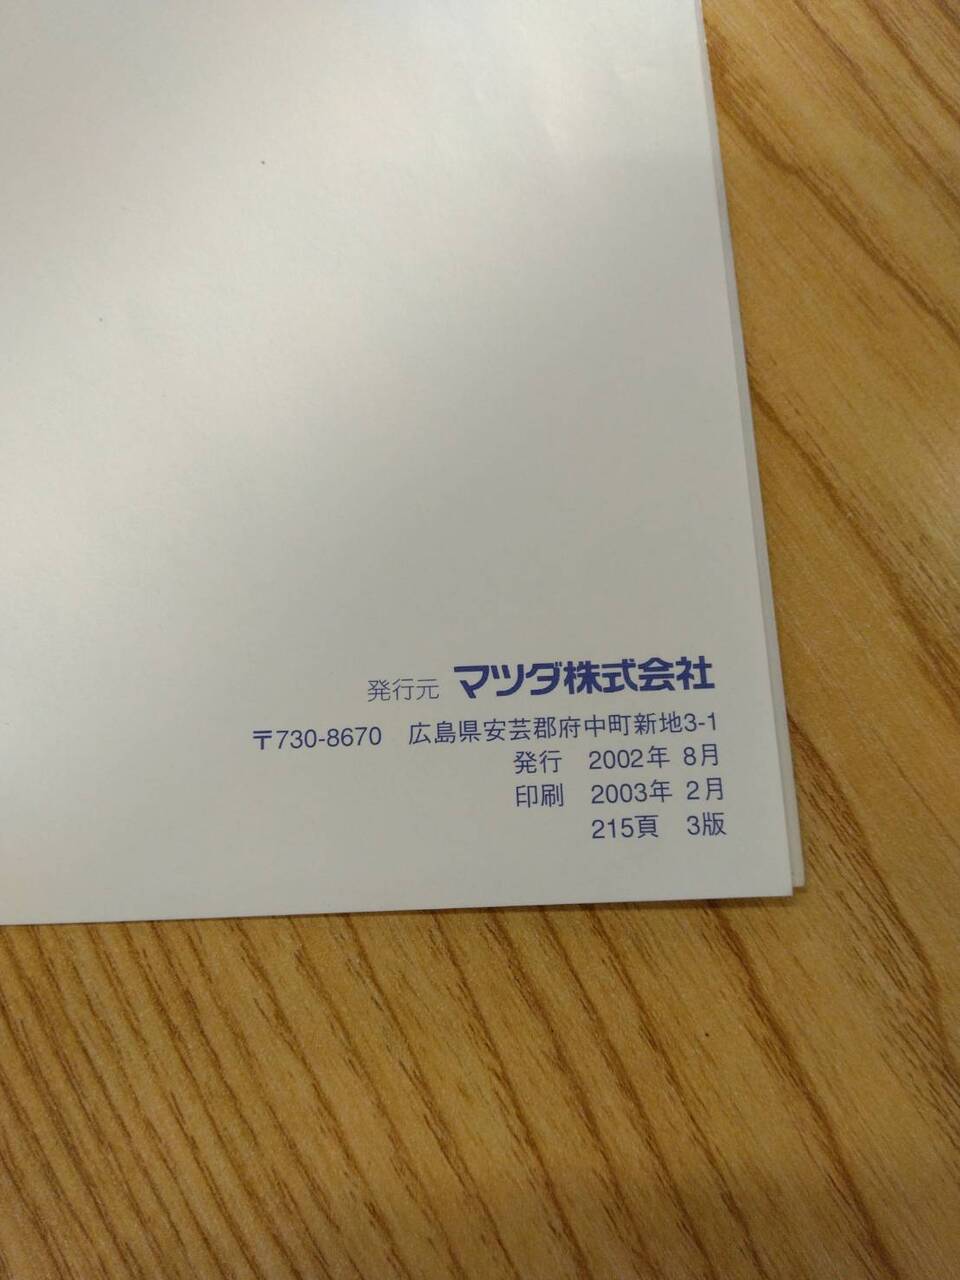 発行元 マツダ株式会社
〒730-8670 広島県安芸郡府中町新地3-1
発行 2002年 8月
印刷 2003年 2月
215頁 3版